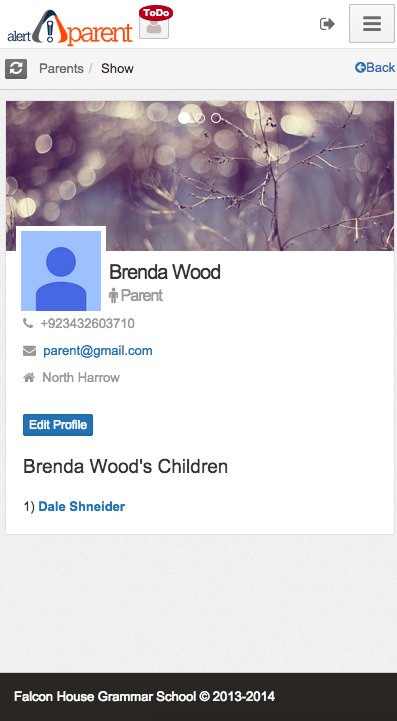 alert parent
ToDo
Parents / Show
Back
Brenda Wood
Parent
+923432603710
parent@gmail.com
North Harrow
Edit Profile
Brenda Wood's Children
1) Dale Shneider
Falcon House Grammar School © 2013-2014